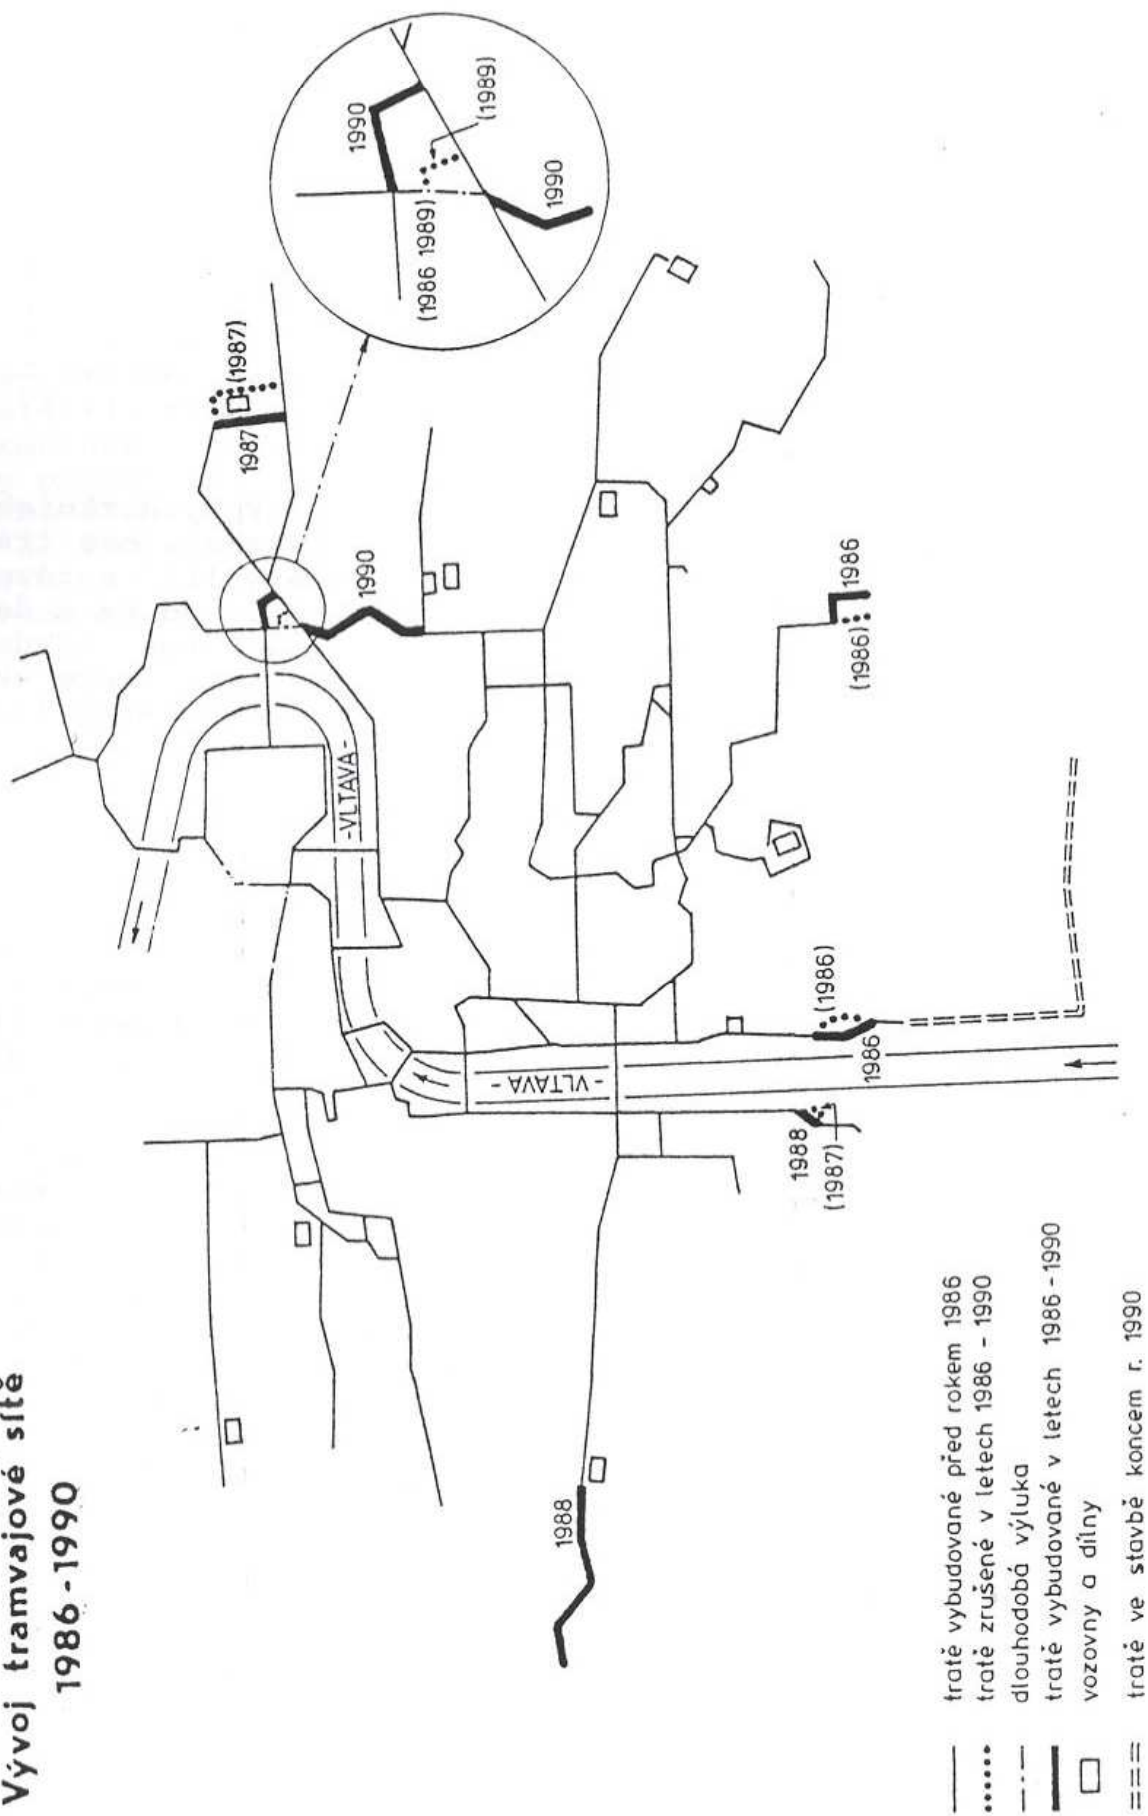 Vývoj tramvajové sítě
1986-1990
1990
(1989)
(1986 1989)
1990
(1987)
1987
1990
-VLTAVA-
1986
(1986)
(1986)
1986
-VLTAVA-
1988
(1987)
1988
tratě vybudované před rokem 1986
tratě zrušené v letech 1986 - 1990
dlouhodobá výluka
tratě vybudované v letech 1986-1990
vozovny a dílny
tratě ve stavbě koncem r. 1990